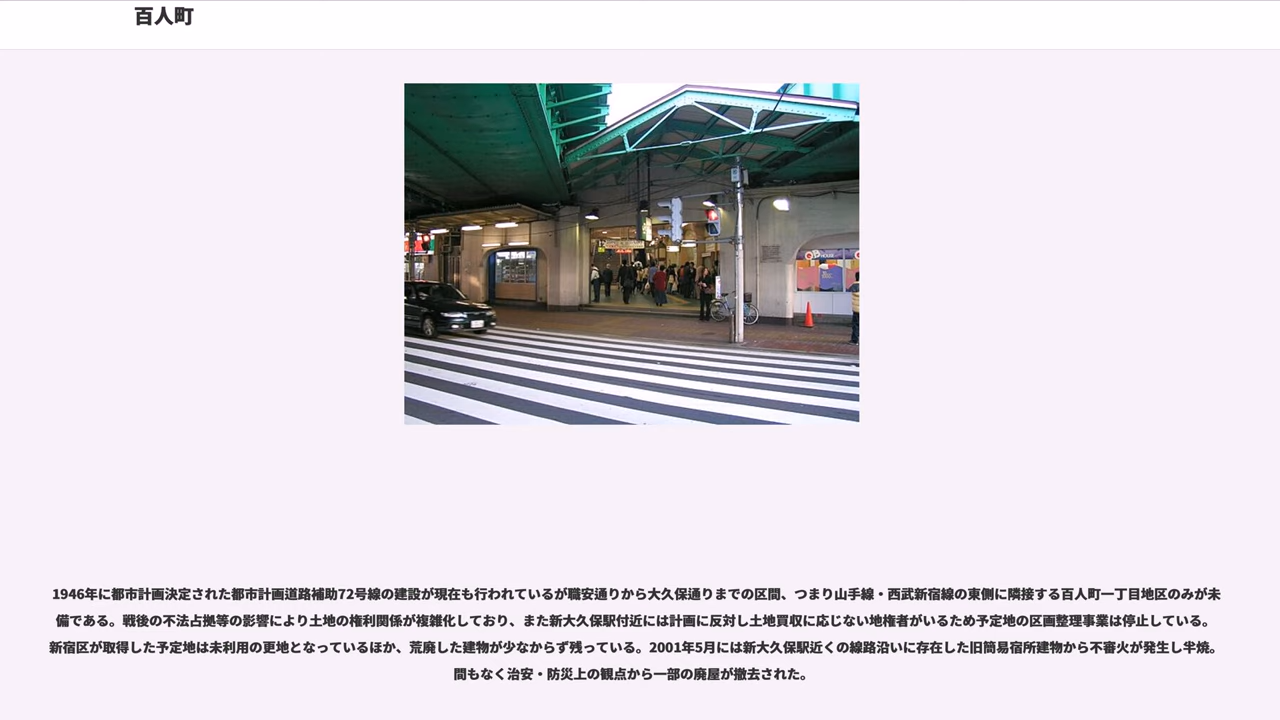 百人町
1946年に都市計画決定された都市計画道路補助72号線の建設が現在も行われているが職安通りから大久保通りまでの区間、つまり山手線・西武新宿線の東側に隣接する百人町一丁目地区のみが未
備である。戦後の不法占拠等の影響により土地の権利関係が複雑化しており、また新大久保駅付近には計画に反対し土地買収に応じない地権者がいるため予定地の区画整理事業は停止している。
新宿区が取得した予定地は未利用の更地となっているほか、荒廃した建物が少なからず残っている。2001年5月には新大久保駅近くの線路沿いに存在した旧簡易宿所建物から不審火が発生し半焼。
間もなく治安・防災上の観点から一部の廃屋が撤去された。